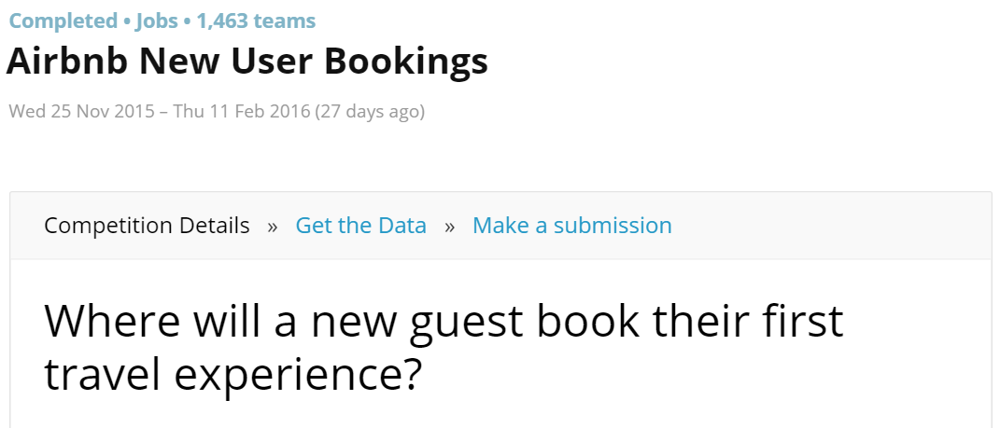 Completed • Jobs • 1,463 teams
Airbnb New User Bookings
Wed 25 Nov 2015 – Thu 11 Feb 2016 (27 days ago)
Competition Details » Get the Data » Make a submission
Where will a new guest book their first
travel experience?